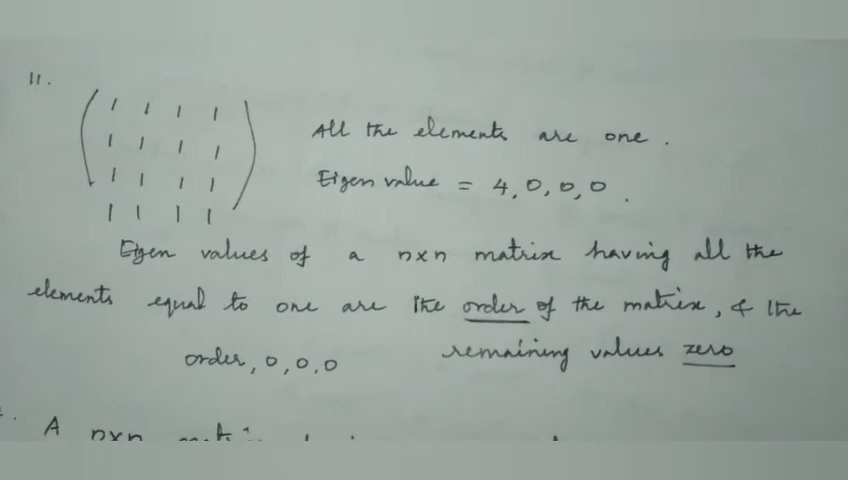 11.
1 1 1 1
1 1 1 1
1 1 1 1
1 1 1 1
All the elements are one.
Eigen value = 4, 0, 0, 0.
Eigen values of a n×n matrix having all the
elements equal to one are the order of the matrix, & the
order, 0, 0, 0 remaining values zero
A n×n